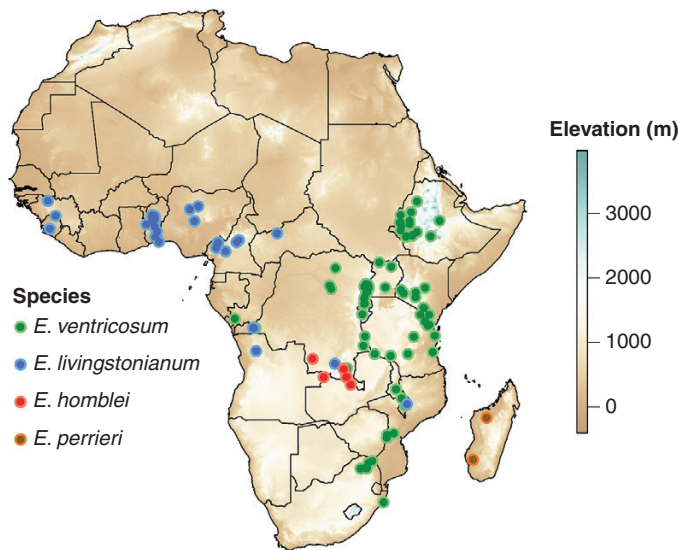 Elevation (m)
3000
2000
1000
0
Species
E. ventricosum
E. livingstonianum
E. homblei
E. perrieri